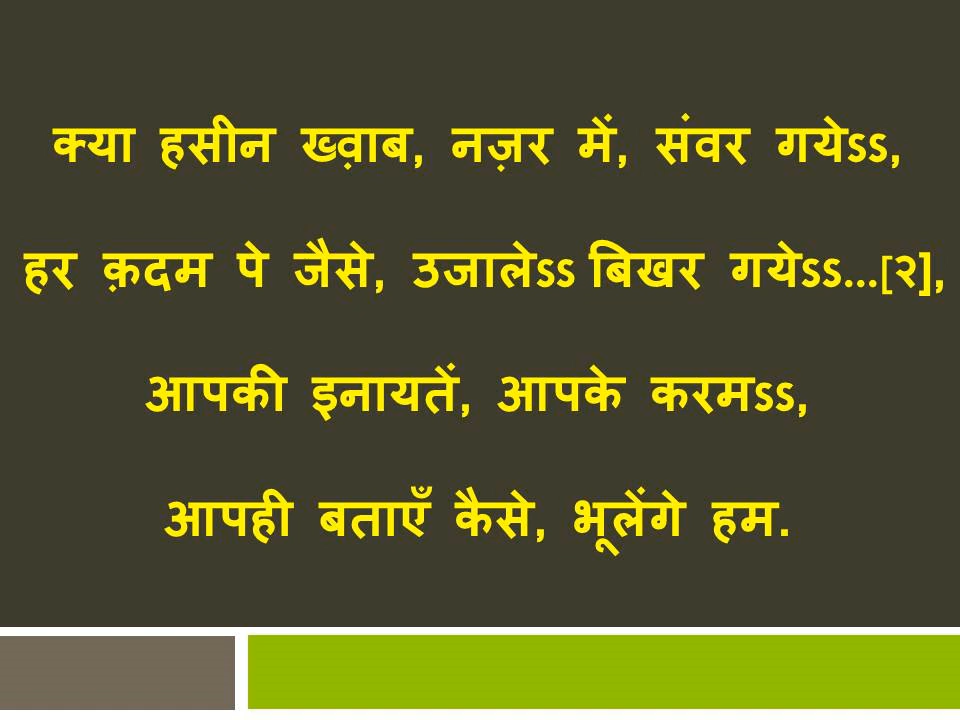 क्या हसीन ख्व़ाब, नज़र में, संवर गयेऽऽ,
हर क़दम पे जैसे, उजालेऽऽ बिखर गयेऽऽ...[२],
आपकी इनायतें, आपके करमऽऽ,
आपही बताएँ कैसे, भूलेंगे हम.